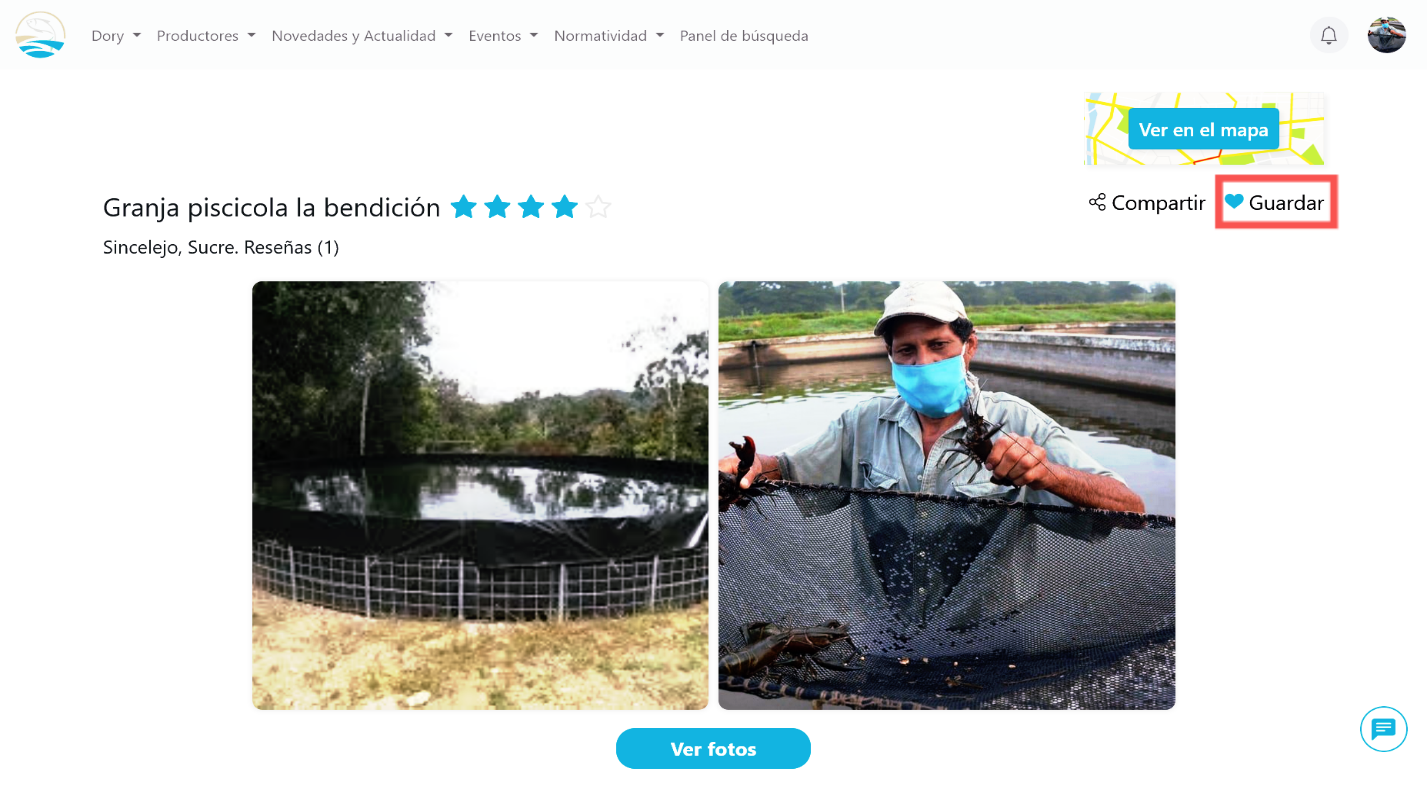 Dory Productores Novedades y Actualidad Eventos Normatividad Panel de búsqueda
Ver en el mapa
Granja piscicola la bendición
Compartir Guardar
Sincelejo, Sucre. Reseñas (1)
Ver fotos